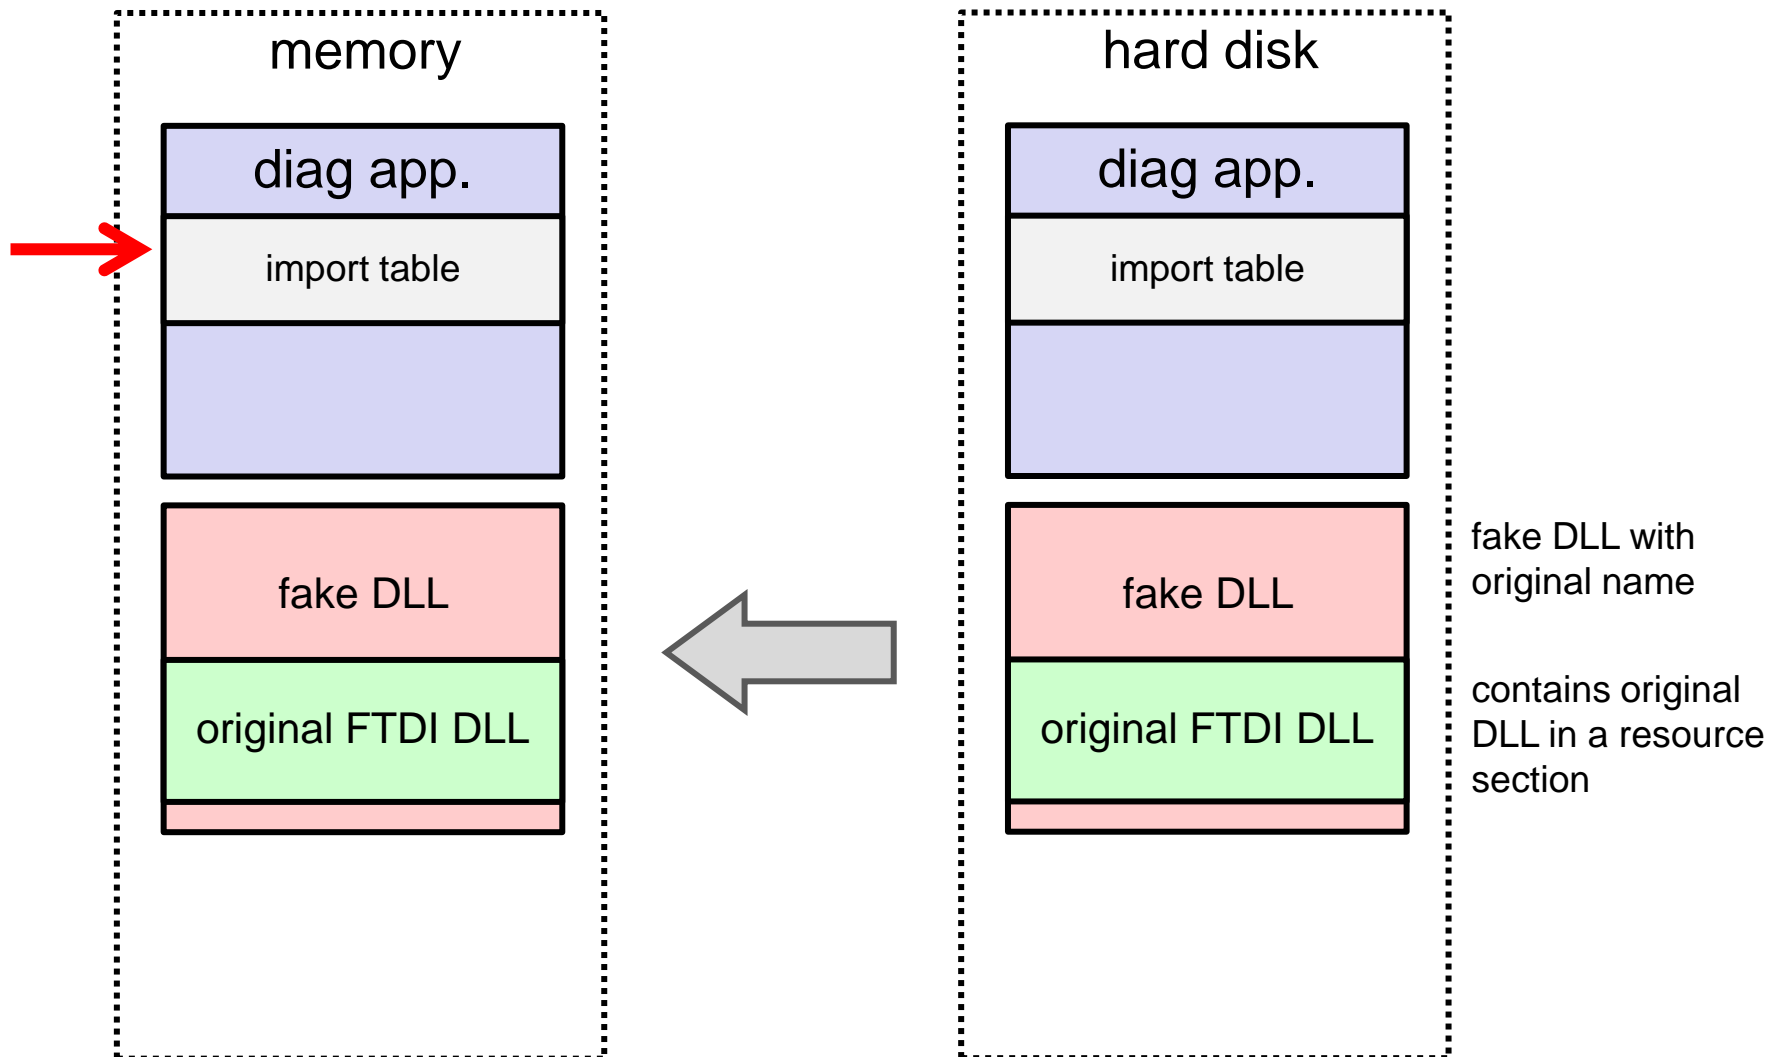 memory
diag app.
import table
fake DLL
original FTDI DLL
hard disk
diag app.
import table
fake DLL
original FTDI DLL
fake DLL with
original name
contains original
DLL in a resource
section